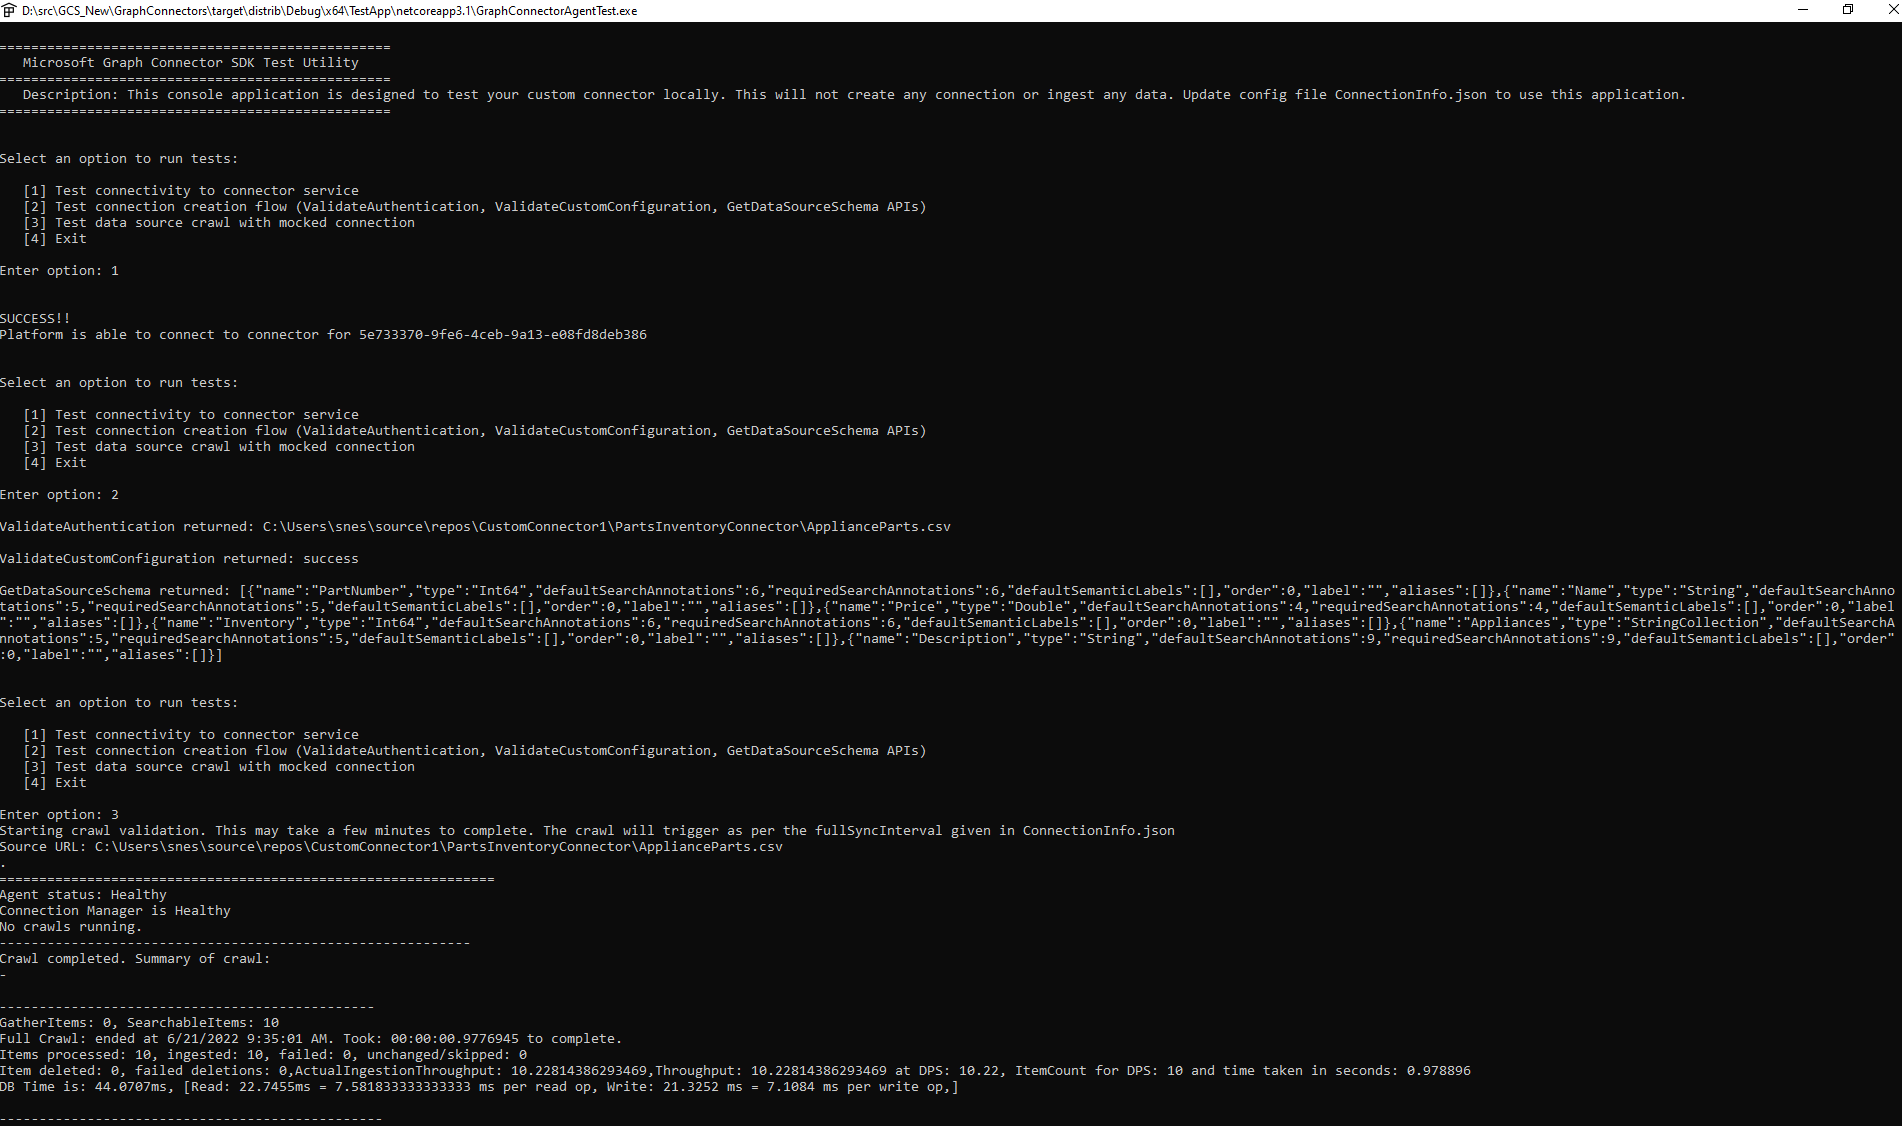 D:\src\GCS_New\GraphConnectors\target\distrib\Debug\x64\TestApp\netcoreapp3.1\GraphConnectorAgentTest.exe
=================================================
   Microsoft Graph Connector SDK Test Utility
=================================================
   Description: This console application is designed to test your custom connector locally. This will not create any connection or ingest any data. Update config file ConnectionInfo.json to use this application.
=================================================
Select an option to run tests:
   [1] Test connectivity to connector service
   [2] Test connection creation flow (ValidateAuthentication, ValidateCustomConfiguration, GetDataSourceSchema APIs)
   [3] Test data source crawl with mocked connection
   [4] Exit
Enter option: 1
SUCCESS!!
Platform is able to connect to connector for 5e733370-9fe6-4ceb-9a13-e08fd8deb386
Select an option to run tests:
   [1] Test connectivity to connector service
   [2] Test connection creation flow (ValidateAuthentication, ValidateCustomConfiguration, GetDataSourceSchema APIs)
   [3] Test data source crawl with mocked connection
   [4] Exit
Enter option: 2
ValidateAuthentication returned: C:\Users\snes\source\repos\CustomConnector1\PartsInventoryConnector\ApplianceParts.csv
ValidateCustomConfiguration returned: success
GetDataSourceSchema returned: [{"name":"PartNumber","type":"Int64","defaultSearchAnnotations":6,"requiredSearchAnnotations":6,"defaultSemanticLabels":[],"order":0,"label":"","aliases":[]},{"name":"Name","type":"String","defaultSearchAnno
tations":5,"requiredSearchAnnotations":5,"defaultSemanticLabels":[],"order":0,"label":"","aliases":[]},{"name":"Price","type":"Double","defaultSearchAnnotations":4,"requiredSearchAnnotations":4,"defaultSemanticLabels":[],"order":0,"label
":"","aliases":[]},{"name":"Inventory","type":"Int64","defaultSearchAnnotations":6,"requiredSearchAnnotations":6,"defaultSemanticLabels":[],"order":0,"label":"","aliases":[]},{"name":"Appliances","type":"StringCollection","defaultSearchA
nnotations":5,"requiredSearchAnnotations":5,"defaultSemanticLabels":[],"order":0,"label":"","aliases":[]},{"name":"Description","type":"String","defaultSearchAnnotations":9,"requiredSearchAnnotations":9,"defaultSemanticLabels":[],"order"
:0,"label":"","aliases":[]}]
Select an option to run tests:
   [1] Test connectivity to connector service
   [2] Test connection creation flow (ValidateAuthentication, ValidateCustomConfiguration, GetDataSourceSchema APIs)
   [3] Test data source crawl with mocked connection
   [4] Exit
Enter option: 3
Starting crawl validation. This may take a few minutes to complete. The crawl will trigger as per the fullSyncInterval given in ConnectionInfo.json
Source URL: C:\Users\snes\source\repos\CustomConnector1\PartsInventoryConnector\ApplianceParts.csv
.
==============================================================
Agent status: Healthy
Connection Manager is Healthy
No crawls running.
-----------------------------------------------------------
Crawl completed. Summary of crawl:
-
-----------------------------------------------
GatherItems: 0, SearchableItems: 10
Full Crawl: ended at 6/21/2022 9:35:01 AM. Took: 00:00:00.9776945 to complete.
Items processed: 10, ingested: 10, failed: 0, unchanged/skipped: 0
Item deleted: 0, failed deletions: 0,ActualIngestionThroughput: 10.22814386293469,Throughput: 10.22814386293469 at DPS: 10.22, ItemCount for DPS: 10 and time taken in seconds: 0.978896
DB Time is: 44.0707ms, [Read: 22.7455ms = 7.581833333333333 ms per read op, Write: 21.3252 ms = 7.1084 ms per write op,]
------------------------------------------------